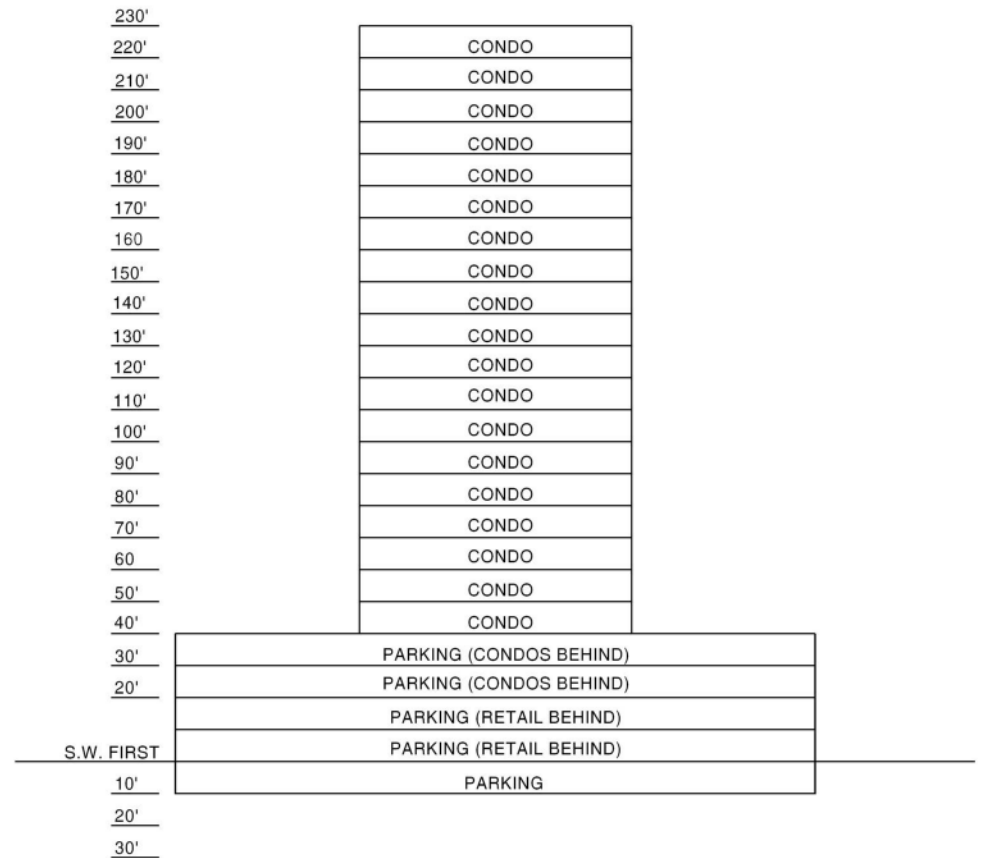 230'
220' CONDO
210' CONDO
200' CONDO
190' CONDO
180' CONDO
170' CONDO
160 CONDO
150' CONDO
140' CONDO
130' CONDO
120' CONDO
110' CONDO
100' CONDO
90' CONDO
80' CONDO
70' CONDO
60 CONDO
50' CONDO
40' CONDO
30' PARKING (CONDOS BEHIND)
20' PARKING (CONDOS BEHIND)
PARKING (RETAIL BEHIND)
S.W. FIRST PARKING (RETAIL BEHIND)
10' PARKING
20'
30'